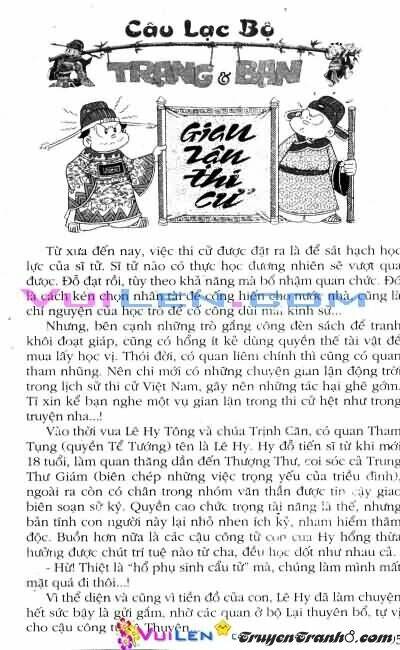 Câu Lạc Bộ
TRẠNG & BẠN
Gian
lận
thi
cử
Từ xưa đến nay, việc thi cử được đặt ra là để sát hạch học
lực của sĩ tử. Sĩ tử nào có thực học đương nhiên sẽ vượt qua
được. Đỗ đạt rồi, tùy theo khả năng mà bổ nhậm quan chức. Đó
là cách kén chọn nhân tài để cống hiến cho nước nhà, cũng là
chí nguyện của học trò để có công dùi mài kinh sử...
VUILEN.COM
Nhưng, bên cạnh những trò gắng công đèn sách để tranh
khôi đoạt giáp, cũng có hổng ít kẻ dùng quyền thế tài vật để
mua lấy học vị. Thói đời, có quan liêm chính thì cũng có quan
tham nhũng. Nên chi mới có những chuyện gian lận động trời
trong lịch sử thi cử Việt Nam, gây nên những tác hại ghê gớm.
Tí xin kể bạn nghe một vụ gian lận trong thi cử hệt như trong
truyện nha...!
Vào thời vua Lê Hy Tông và chúa Trịnh Căn, có quan Tham
Tụng (quyền Tể Tướng) tên là Lê Hy. Hy đỗ tiến sĩ từ khi mới
18 tuổi, làm quan thăng dần đến Thượng Thư, coi sóc cả Trung
Thư Giám (biên chép những việc trọng yếu của triều đình),
ngoài ra còn có chân trong nhóm văn thần được tin cậy giao
biên soạn sử ký. Quyền cao chức trọng tài năng là thế, nhưng
bản tính con người này lại nhỏ nhen ích kỷ, nham hiểm thâm
độc. Buồn hơn nữa là các cậu công tử con của Hy hổng thừa
hưởng được chút trí tuệ nào từ cha, đều học dốt như nhau cả.
- Hừ! Thiệt là "hổ phụ sinh cẩu tử" mà, chúng làm mình mất
mặt quá đi thôi...!
Vì thể diện và cũng vì tiền đồ của con, Lê Hy đã làm chuyện
hết sức bậy là gửi gắm, nhờ các quan ở bộ Lại thuyên bổ, tự vị
cho cậu công Thuyên
VUILEN
TruyenTranh8.com